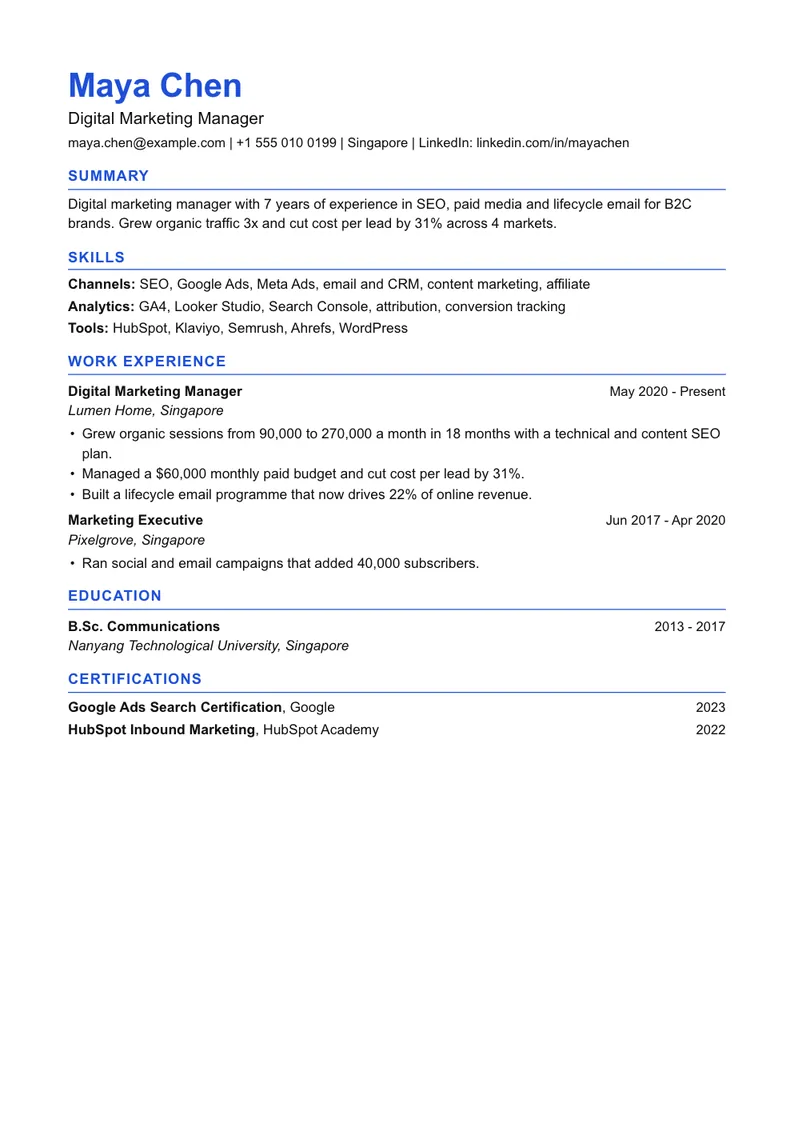 Maya Chen
Digital Marketing Manager
maya.chen@example.com | +1 555 010 0199 | Singapore | LinkedIn: linkedin.com/in/mayachen
SUMMARY
Digital marketing manager with 7 years of experience in SEO, paid media and lifecycle email for B2C
brands. Grew organic traffic 3x and cut cost per lead by 31% across 4 markets.
SKILLS
Channels: SEO, Google Ads, Meta Ads, email and CRM, content marketing, affiliate
Analytics: GA4, Looker Studio, Search Console, attribution, conversion tracking
Tools: HubSpot, Klaviyo, Semrush, Ahrefs, WordPress
WORK EXPERIENCE
Digital Marketing Manager May 2020 - Present
Lumen Home, Singapore
• Grew organic sessions from 90,000 to 270,000 a month in 18 months with a technical and content SEO
plan.
• Managed a $60,000 monthly paid budget and cut cost per lead by 31%.
• Built a lifecycle email programme that now drives 22% of online revenue.
Marketing Executive Jun 2017 - Apr 2020
Pixelgrove, Singapore
• Ran social and email campaigns that added 40,000 subscribers.
EDUCATION
B.Sc. Communications 2013 - 2017
Nanyang Technological University, Singapore
CERTIFICATIONS
Google Ads Search Certification, Google 2023
HubSpot Inbound Marketing, HubSpot Academy 2022